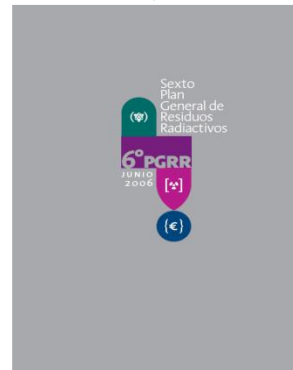 Sexto
Plan
General de
Residuos
Radiactivos
6º PGRR
JUNIO
2006
{€}